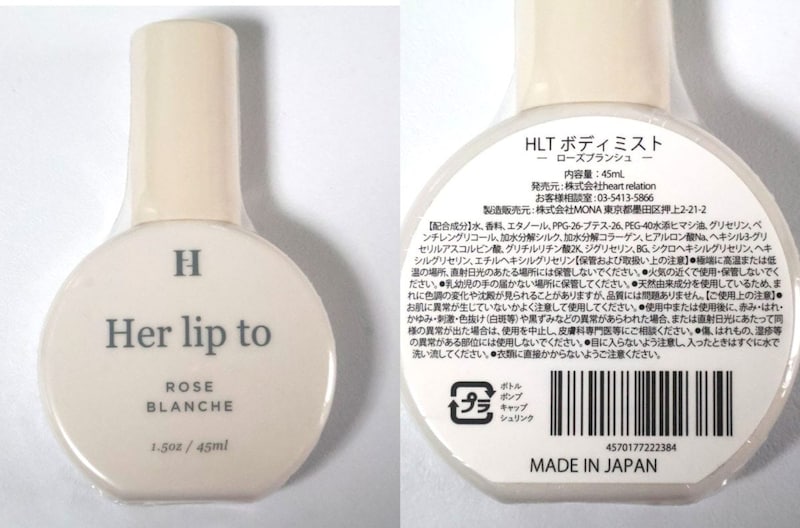 H
Her lip to
ROSE
BLANCHE
1.5oz / 45ml
HLT ボディミスト
― ローズブランシュ ―
内容量：45mL
発売元：株式会社heart relation
お客様相談室：03-5413-5866
製造販売元：株式会社MONA 東京都墨田区押上2-21-2
【配合成分】水、香料、エタノール、PPG-26-ブテス-26、PEG-40水添ヒマシ油、グリセリン、ペ
ンチレングリコール、加水分解シルク、加水分解コラーゲン、ヒアルロン酸Na、ヘキシル3-グリ
セリルアスコルビン酸、グリチルリチン酸2K、ジグリセリン、BG、シクロヘキシルグリセリン、ヘキ
シルグリセリン、エチルヘキシルグリセリン【保管および取扱い上の注意】●極端に高温または低
温の場所、直射日光のあたる場所には保管しないでください。●火気の近くで使用・保管しないでく
ださい。●乳幼児の手の届かない場所に保管してください。●天然由来成分を使用しているため、ま
れに色調の変化や沈殿が見られることがありますが、品質には問題ありません。【ご使用上の注意】●
お肌に異常が生じていないかよく注意して使用してください。●使用中または使用後に、赤み・はれ・
かゆみ・刺激・色抜け(白斑等)や黒ずみなどの異常があらわれた場合、または直射日光にあたって同
様の異常が出た場合は、使用を中止し、皮膚科専門医等にご相談ください。●傷、はれもの、湿疹等
の異常がある部位には使用しないでください。●目に入らないよう注意し、入ったときはすぐに水で
洗い流してください。●衣類に直接かからないようご注意ください。
プラ
ボトル
ポンプ
キャップ
シュリンク
4570177222384
MADE IN JAPAN